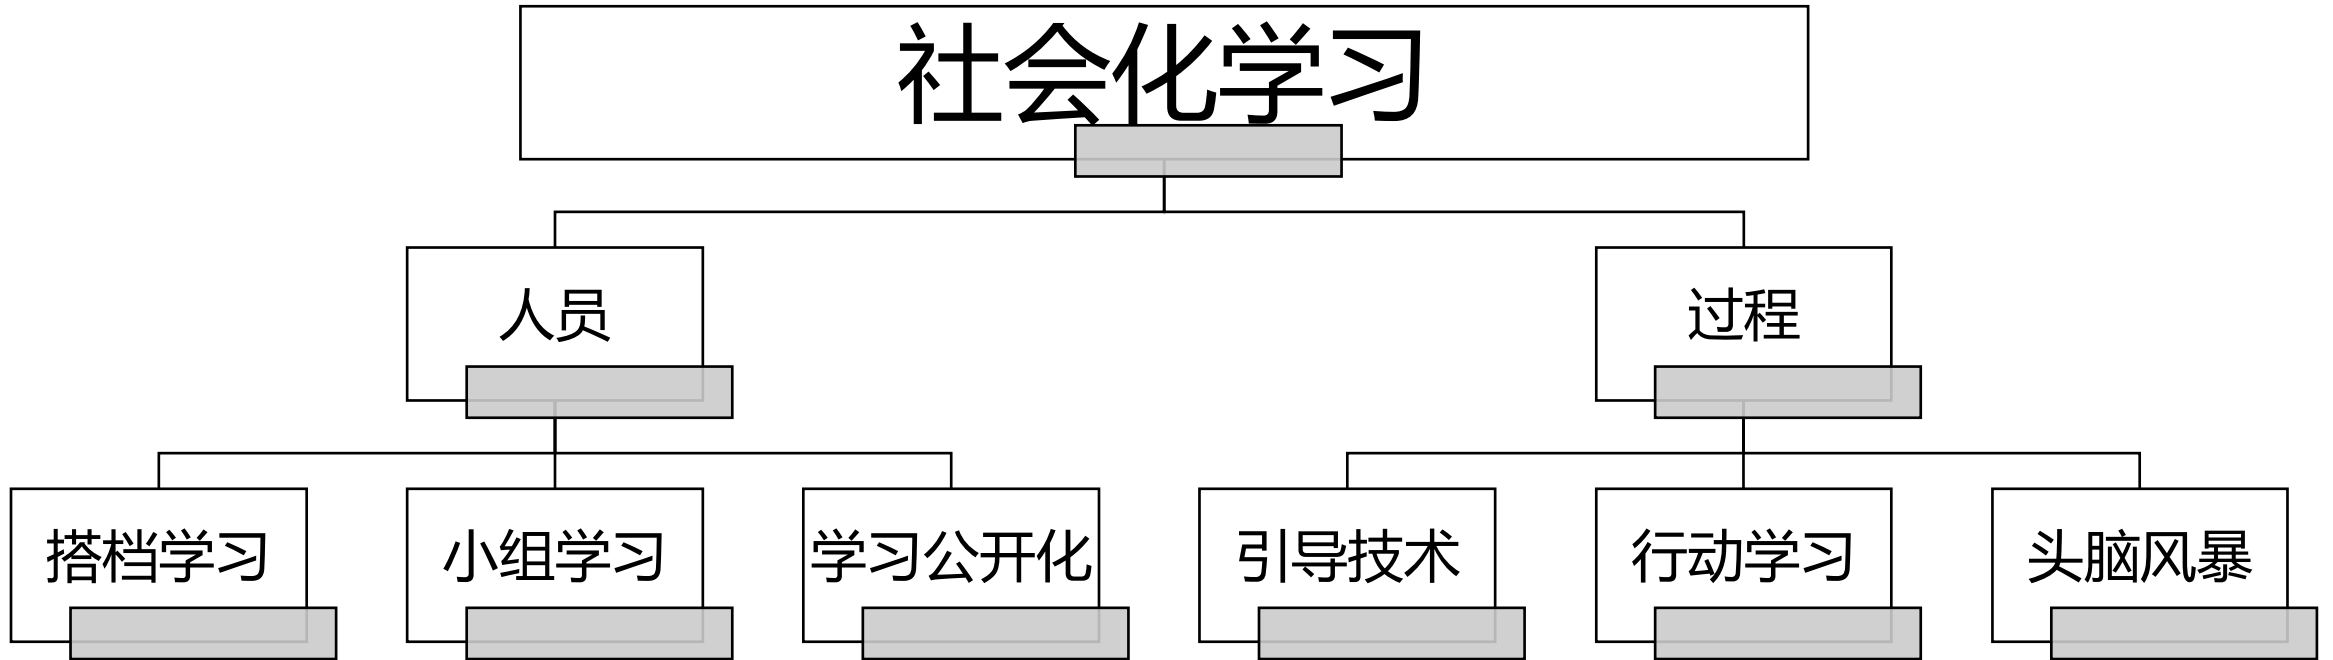 社会化学习
人员
过程
搭档学习
小组学习
学习公开化
引导技术
行动学习
头脑风暴